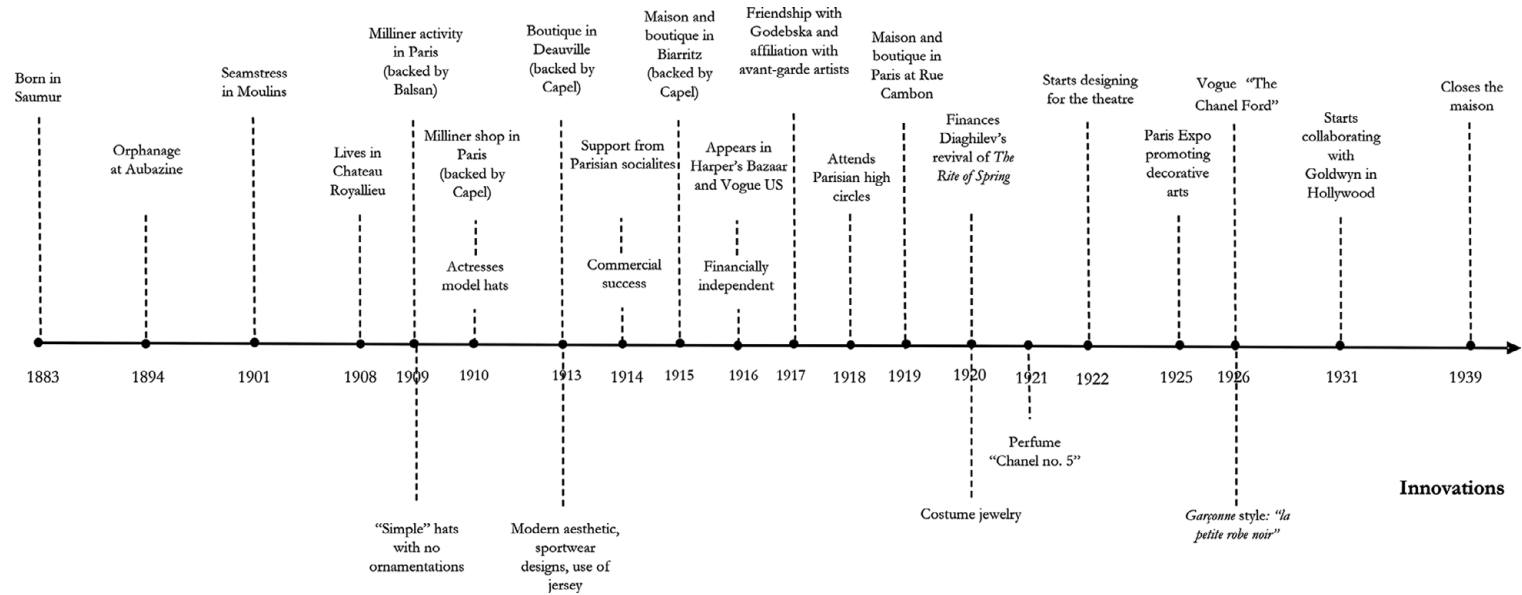 Born in
Saumur
Orphanage
at Aubazine
Seamstress
in Moulins
Lives in
Chateau
Royallieu
Milliner activity
in Paris
(backed by
Balsan)
Milliner shop in
Paris
(backed by
Capel)
Actresses
model hats
Boutique in
Deauville
(backed by
Capel)
Support from
Parisian socialites
Commercial
success
Maison and
boutique in
Biarritz
(backed by
Capel)
Appears in
Harper's Bazaar
and Vogue US
Financially
independent
Friendship with
Godebska and
affiliation with
avant-garde artists
Attends
Parisian high
circles
Maison and
boutique in
Paris at Rue
Cambon
Finances
Diaghilev's
revival of The
Rite of Spring
Starts designing
for the theatre
Paris Expo
promoting
decorative
arts
Vogue “The
Chanel Ford”
Starts
collaborating
with
Goldwyn in
Hollywood
Closes the
maison
1883
1894
1901
1908
1909
1910
1913
1914
1915
1916
1917
1918
1919
1920
1921
1922
1925
1926
1931
1939
“Simple” hats
with no
ornamentations
Modern aesthetic,
sportwear
designs, use of
jersey
Costume jewelry
Perfume
“Chanel no. 5”
Garçonne style: “la
petite robe noir”
Innovations